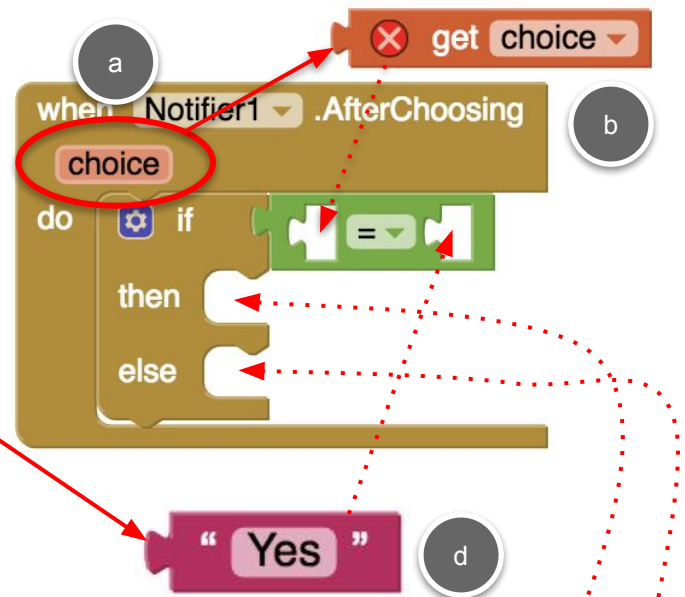 get choice
a
when Notifier1 .AfterChoosing
b
choice
do if =
then
else
“ Yes ”
d